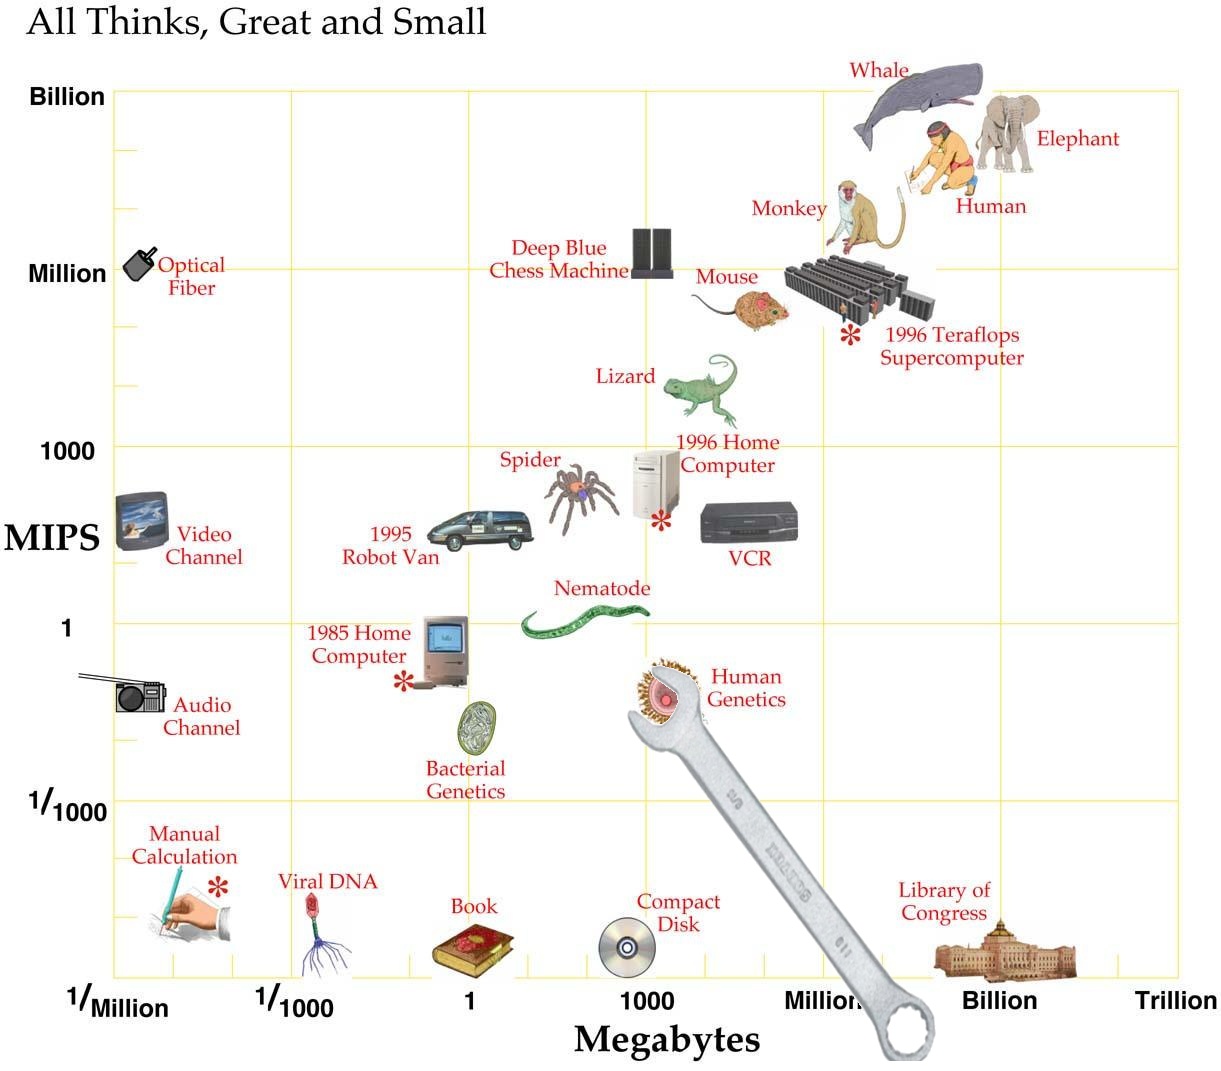 All Thinks, Great and Small
Billion
Whale
Elephant
Human
Monkey
Million
Optical
Fiber
Deep Blue
Chess Machine
Mouse
1996 Teraflops
Supercomputer
Lizard
1000
1996 Home
Computer
Spider
MIPS
Video
Channel
1995
Robot Van
VCR
Nematode
1
1985 Home
Computer
*
Human
Genetics
Audio
Channel
Bacterial
Genetics
1/1000
Manual
Calculation
*
Viral DNA
Book
Compact
Disk
Library of
Congress
1/Million
1/1000
1
1000
Million
Billion
Trillion
Megabytes